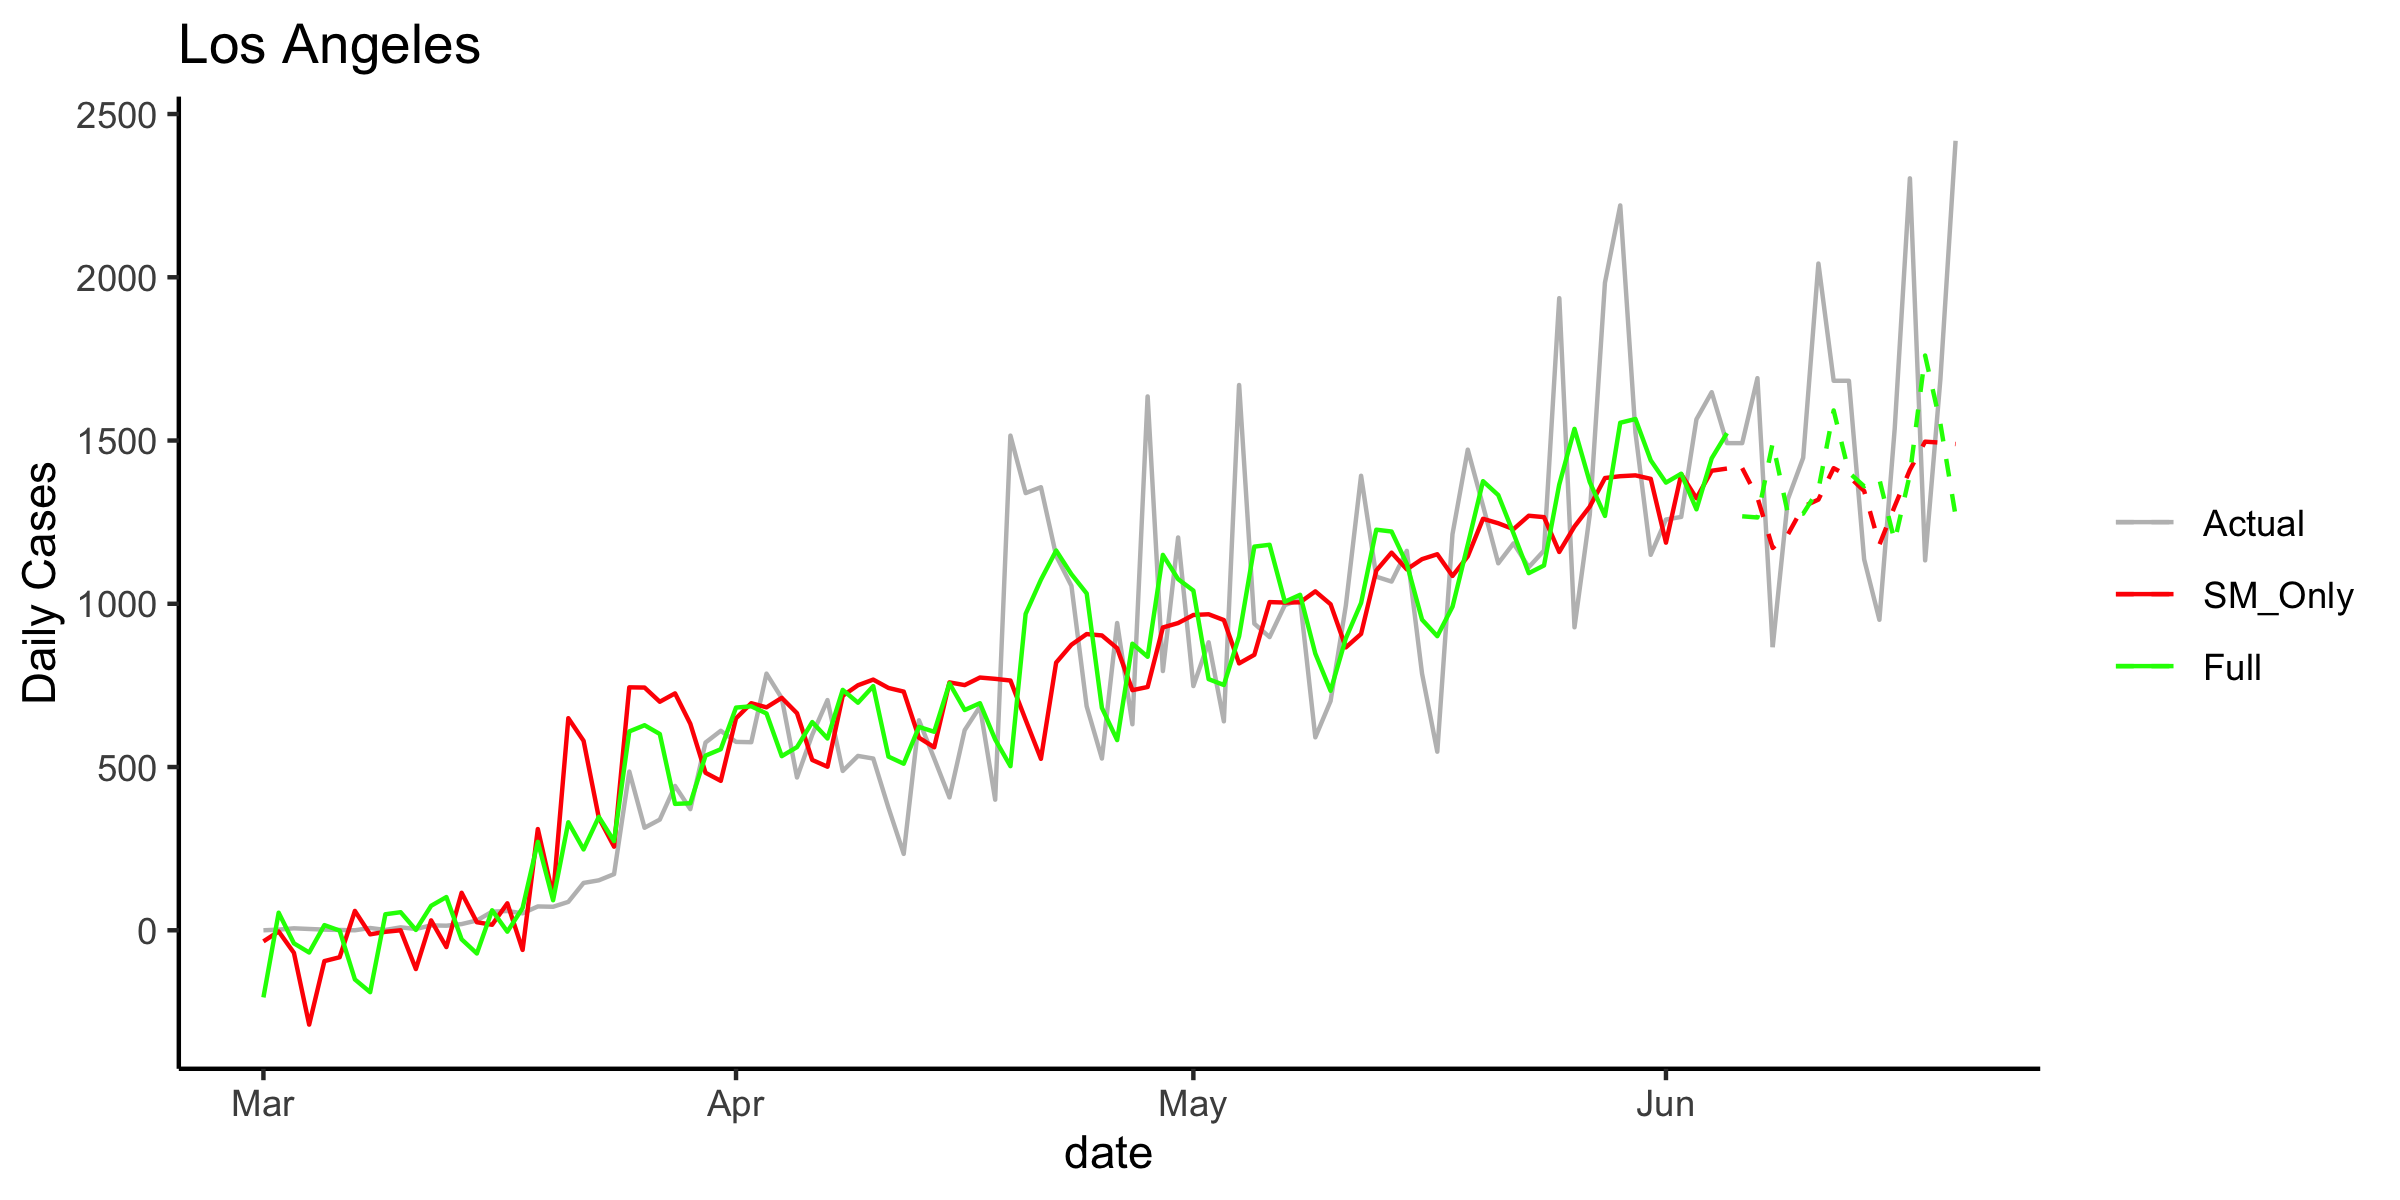 Los Angeles
2500
2000
1500
1000
500
0
Daily Cases
Mar Apr May Jun
date
Actual
SM_Only
Full